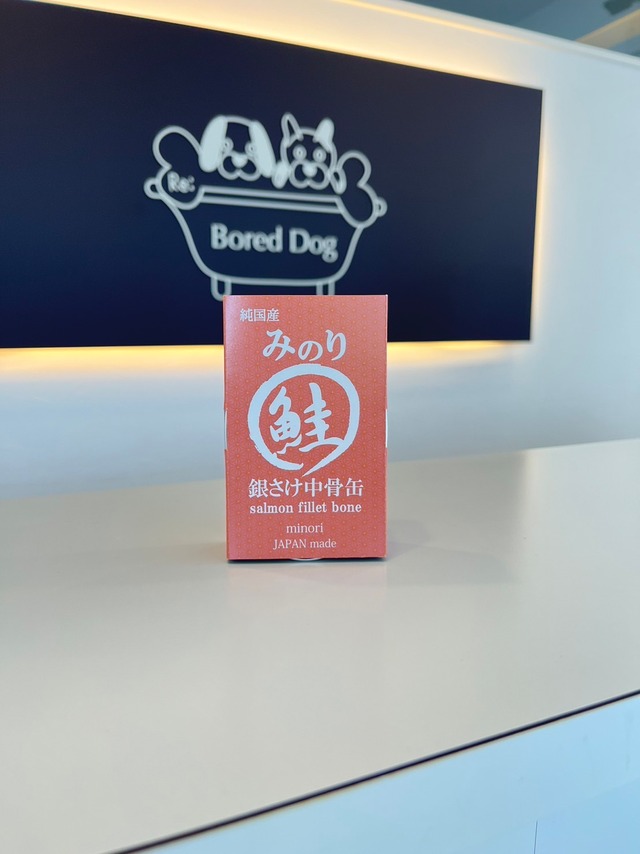 Re:
Bored Dog
純国産
みのり
鮭
銀さけ中骨缶
salmon fillet bone
minori
JAPAN made